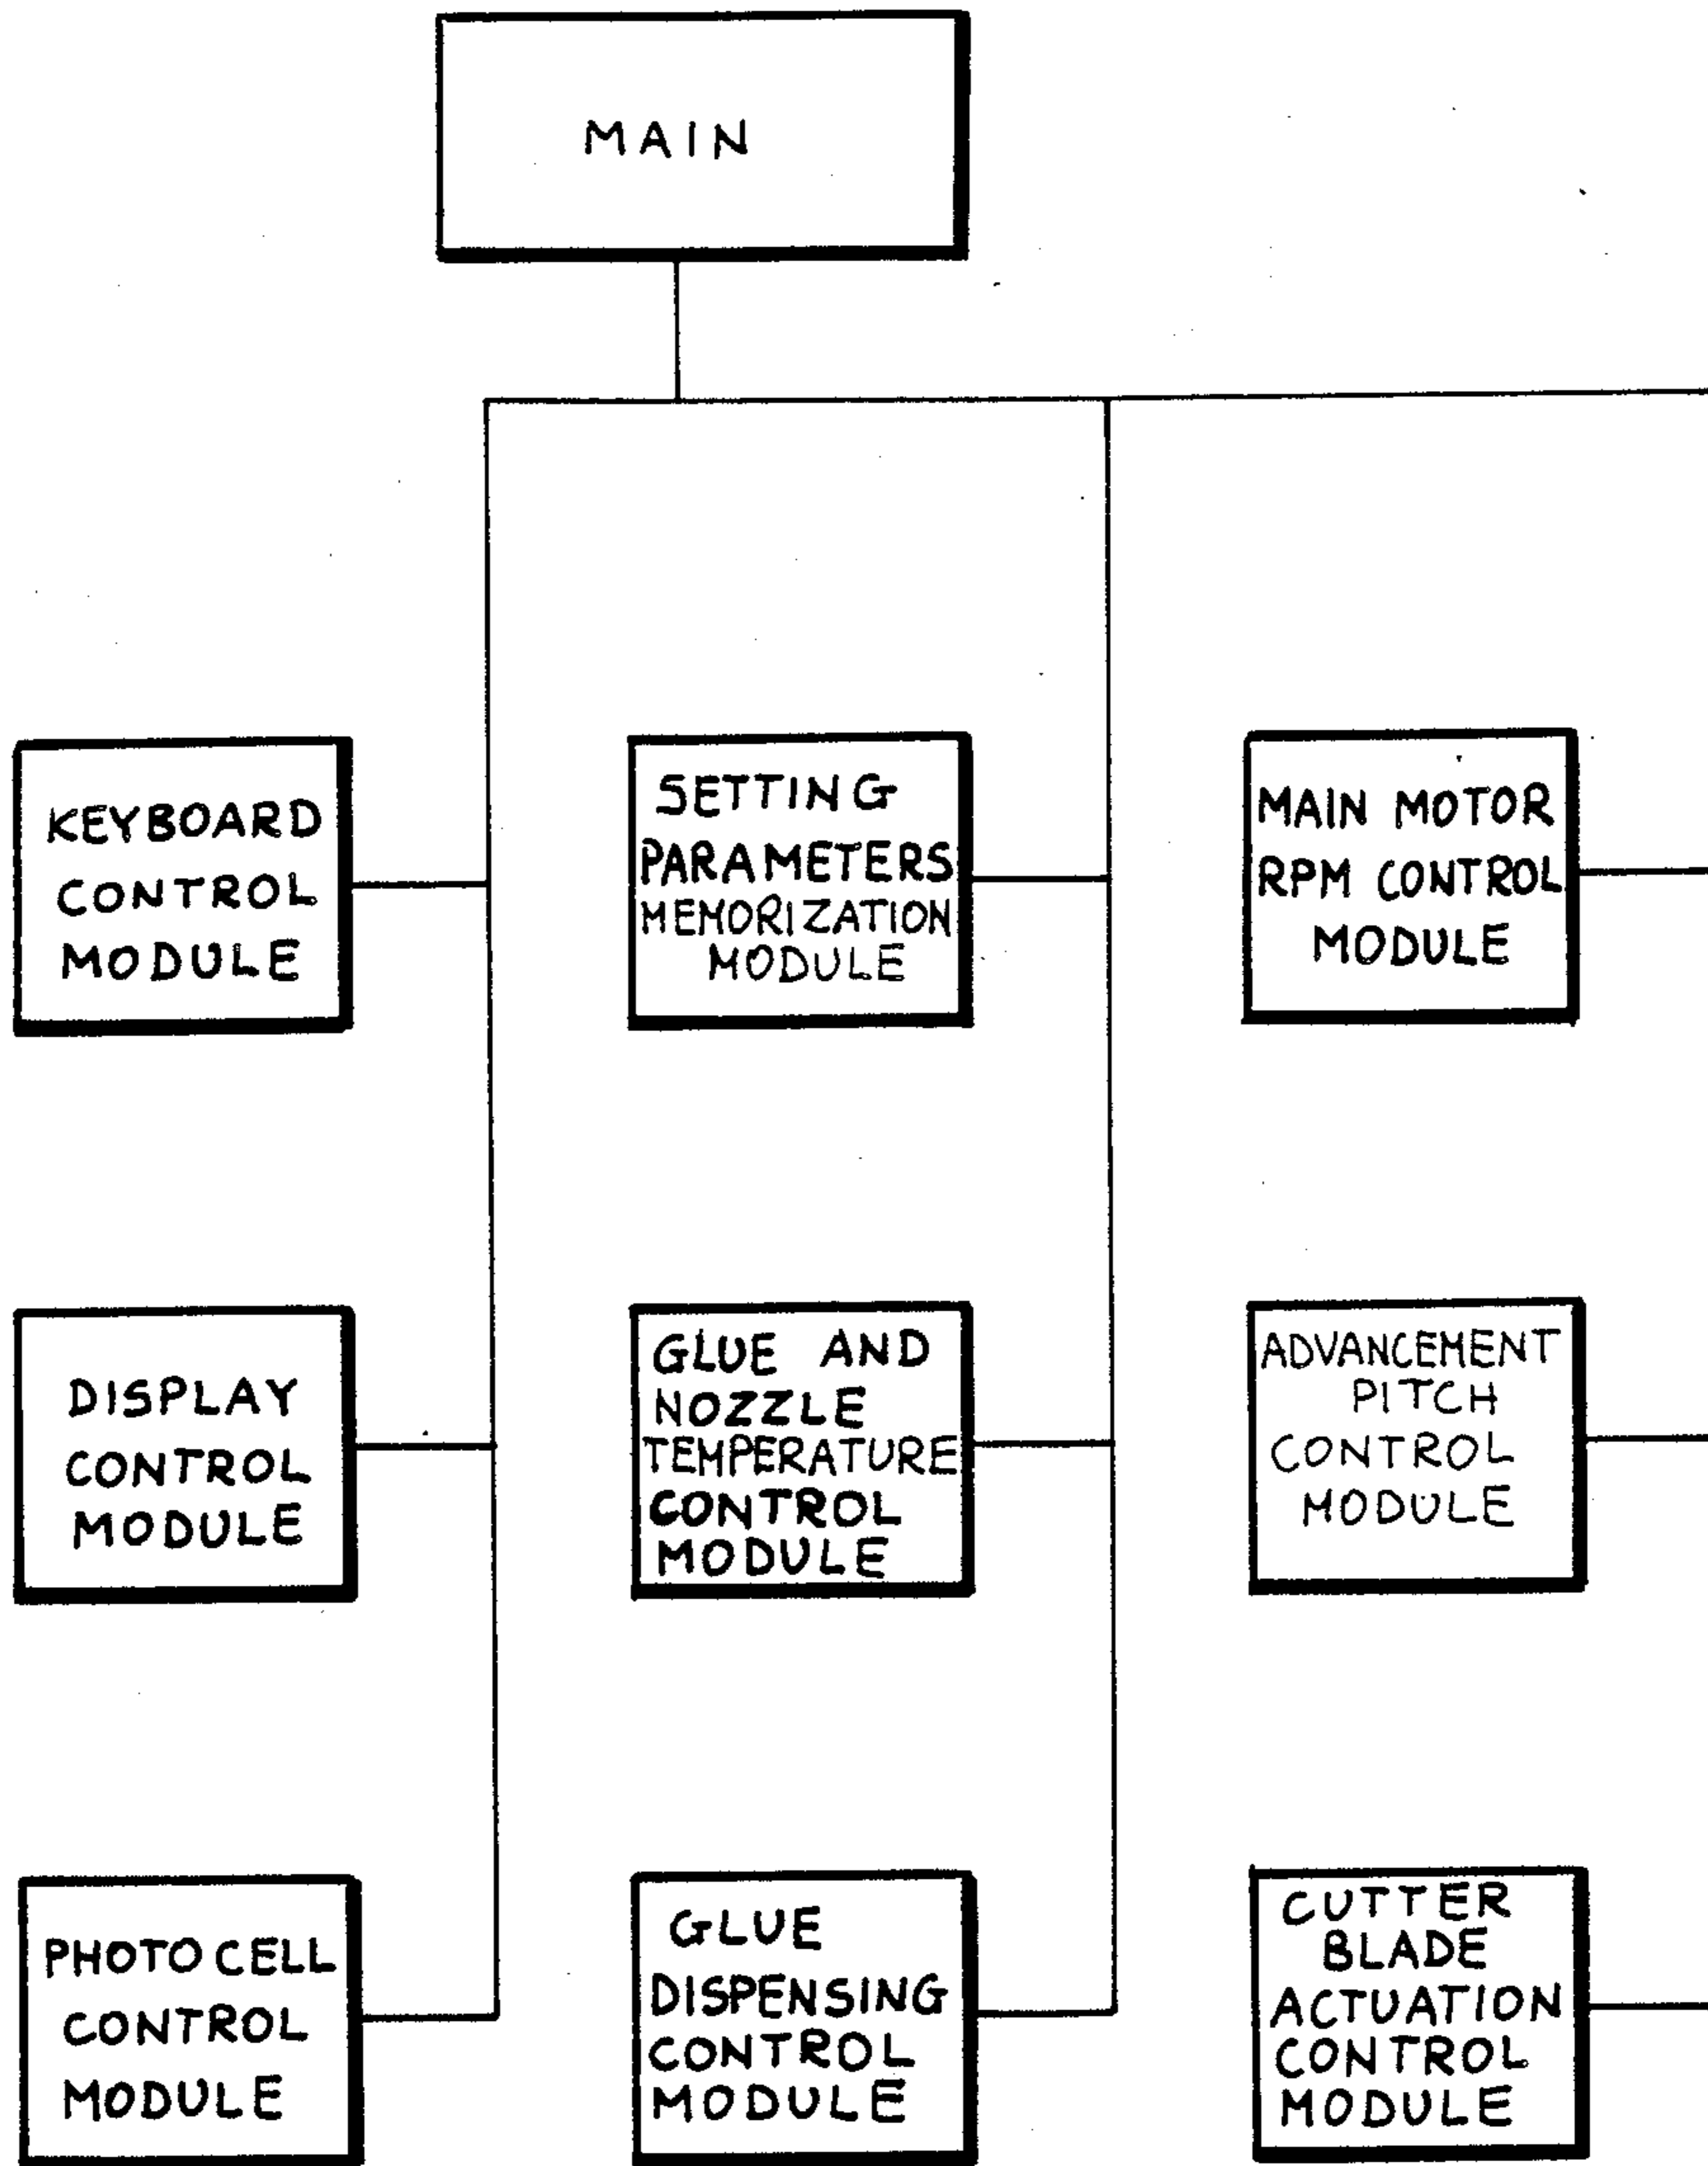 MAIN
KEYBOARD
CONTROL
MODULE
SETTING
PARAMETERS
MEMORIZATION
MODULE
MAIN MOTOR
RPM CONTROL
MODULE
DISPLAY
CONTROL
MODULE
GLUE AND
NOZZLE
TEMPERATURE
CONTROL
MODULE
ADVANCEMENT
PITCH
CONTROL
MODULE
PHOTO CELL
CONTROL
MODULE
GLUE
DISPENSING
CONTROL
MODULE
CUTTER
BLADE
ACTUATION
CONTROL
MODULE